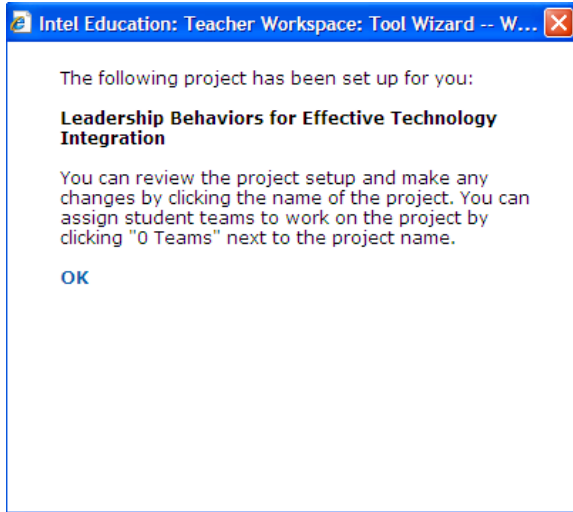 Intel Education: Teacher Workspace: Tool Wizard -- W...
The following project has been set up for you:
Leadership Behaviors for Effective Technology
Integration
You can review the project setup and make any
changes by clicking the name of the project. You can
assign student teams to work on the project by
clicking "0 Teams" next to the project name.
OK